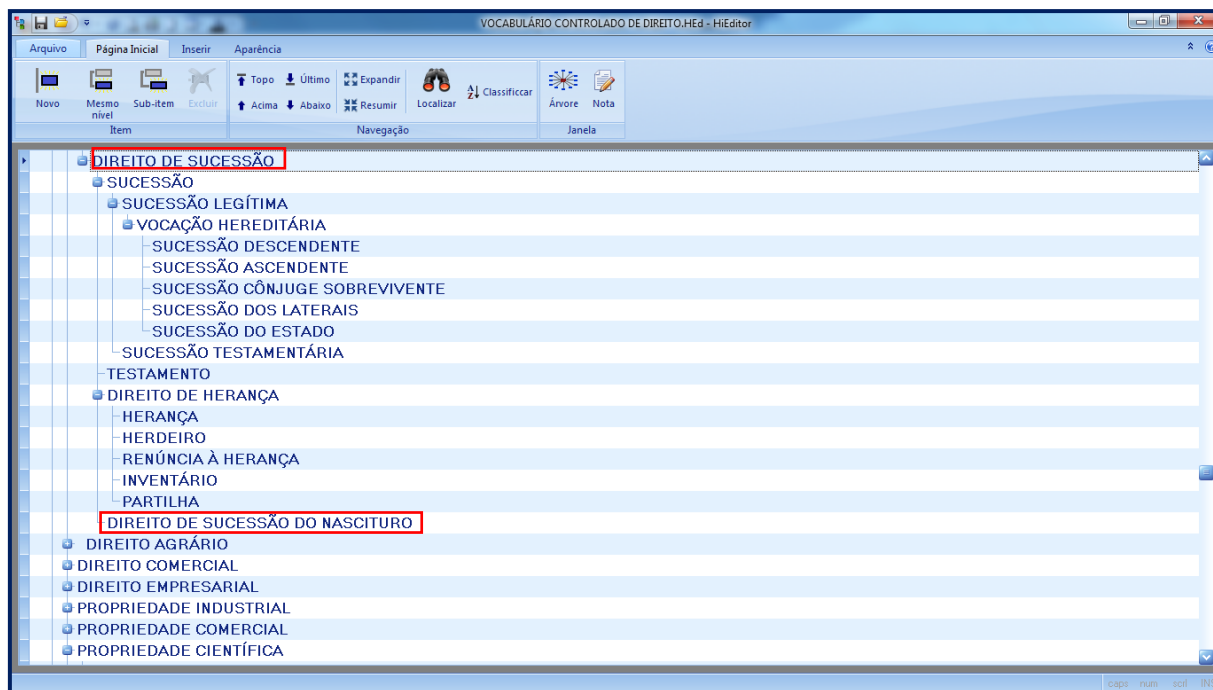 VOCABULÁRIO CONTROLADO DE DIREITO.HEd - HiEditor
Arquivo Página Inicial Inserir Aparência
Novo Mesmo nível Sub-item Excluir Topo Último Expandir Acima Abaixo Resumir Localizar Classificcar Árvore Nota
Item Navegação Janela
DIREITO DE SUCESSÃO
SUCESSÃO
SUCESSÃO LEGÍTIMA
VOCAÇÃO HEREDITÁRIA
SUCESSÃO DESCENDENTE
SUCESSÃO ASCENDENTE
SUCESSÃO CÔNJUGE SOBREVIVENTE
SUCESSÃO DOS LATERAIS
SUCESSÃO DO ESTADO
SUCESSÃO TESTAMENTÁRIA
TESTAMENTO
DIREITO DE HERANÇA
HERANÇA
HERDEIRO
RENÚNCIA À HERANÇA
INVENTÁRIO
PARTILHA
DIREITO DE SUCESSÃO DO NASCITURO
DIREITO AGRÁRIO
DIREITO COMERCIAL
DIREITO EMPRESARIAL
PROPRIEDADE INDUSTRIAL
PROPRIEDADE COMERCIAL
PROPRIEDADE CIENTÍFICA
caps num scrl IN